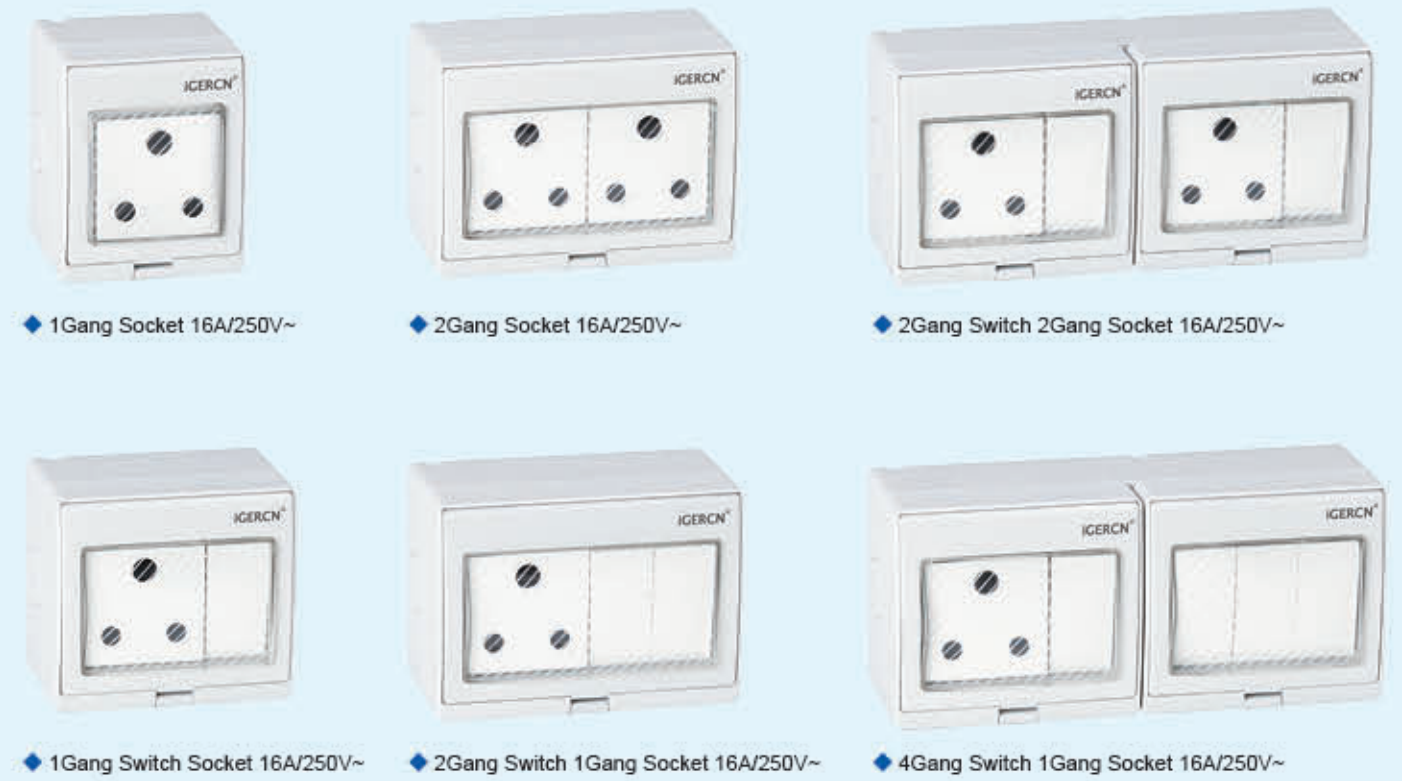 iGERCN®
iGERCN®
iGERCN®
iGERCN®
◆ 1Gang Socket 16A/250V~
◆ 2Gang Socket 16A/250V~
◆ 2Gang Switch 2Gang Socket 16A/250V~
iGERCN®
iGERCN®
iGERCN®
iGERCN®
◆ 1Gang Switch Socket 16A/250V~
◆ 2Gang Switch 1Gang Socket 16A/250V~
◆ 4Gang Switch 1Gang Socket 16A/250V~